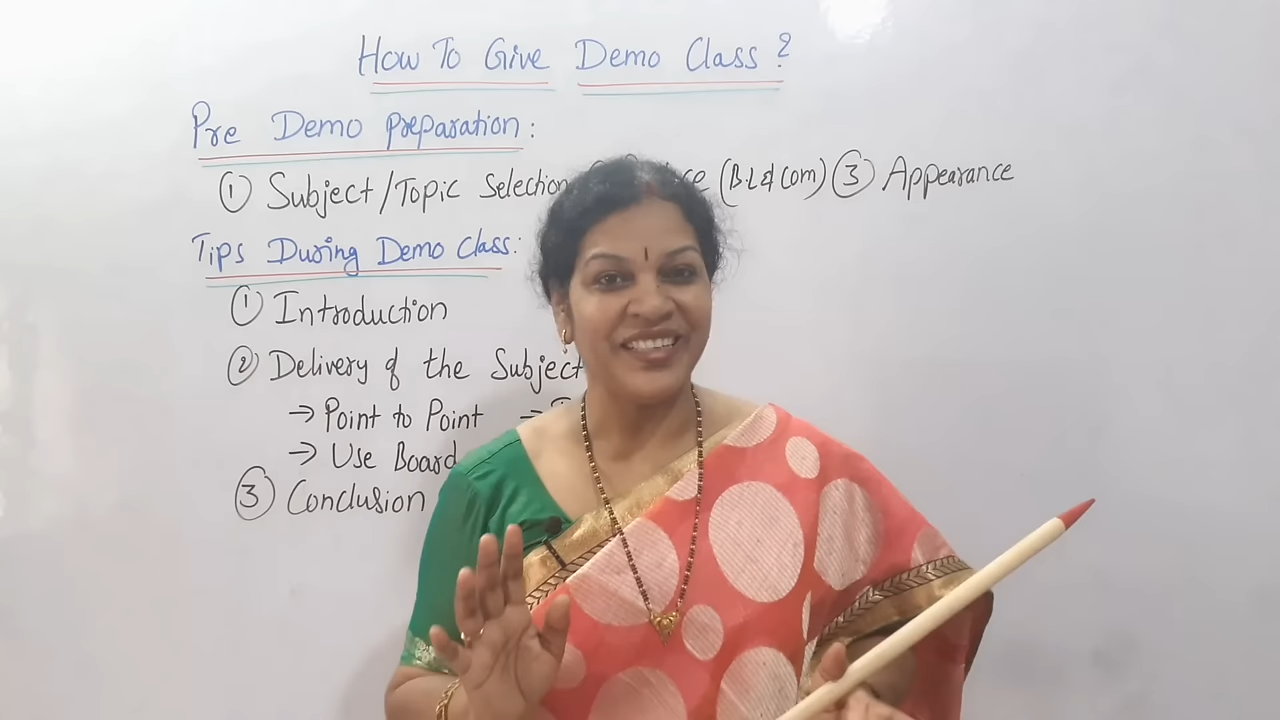 How To Give Demo Class ?
Pre Demo Preparation :
① Subject/Topic Selection (B.L & Com) ③ Appearance
Tips During Demo Class :
① Introduction
② Delivery of the Subject
→ Point to Point →
→ Use Board
③ Conclusion